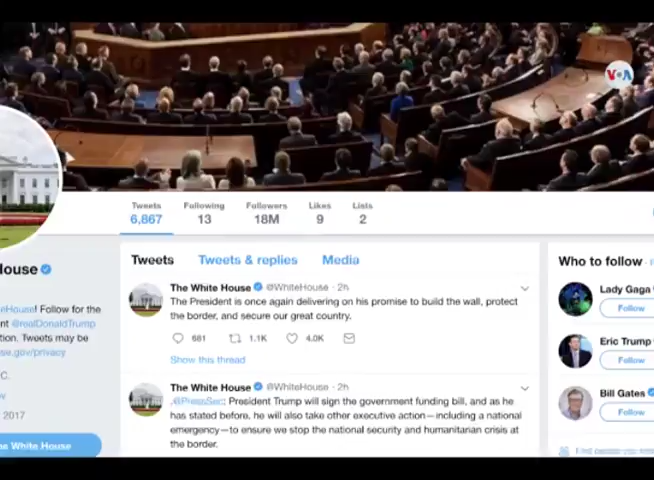 VOA
Tweets Following Followers Likes Lists
6,867 13 18M 9 2
House
Tweets Tweets & replies Media
Who to follow
The White House @WhiteHouse · 2h
The President is once again delivering on his promise to build the wall, protect
the border, and secure our great country.
681 1.1K 4.0K
Show this thread
The White House @WhiteHouse · 2h
.@PressSec: President Trump will sign the government funding bill, and as he
has stated before, he will also take other executive action—including a national
emergency—to ensure we stop the national security and humanitarian crisis at
the border.
eHouse! Follow for the
@realDonaldTrump
tion. Tweets may be
se.gov/privacy
C.
2017
The White House
Lady Gaga
Follow
Eric Trump
Follow
Bill Gates
Follow